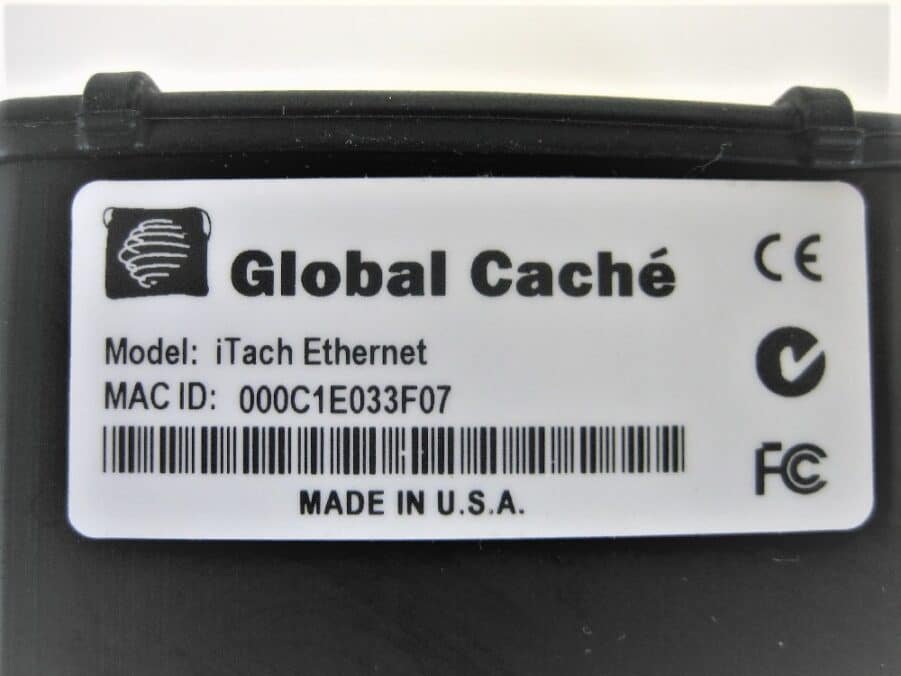 Global Caché
Model: iTach Ethernet
MAC ID: 000C1E033F07
MADE IN U.S.A.
CE
FC